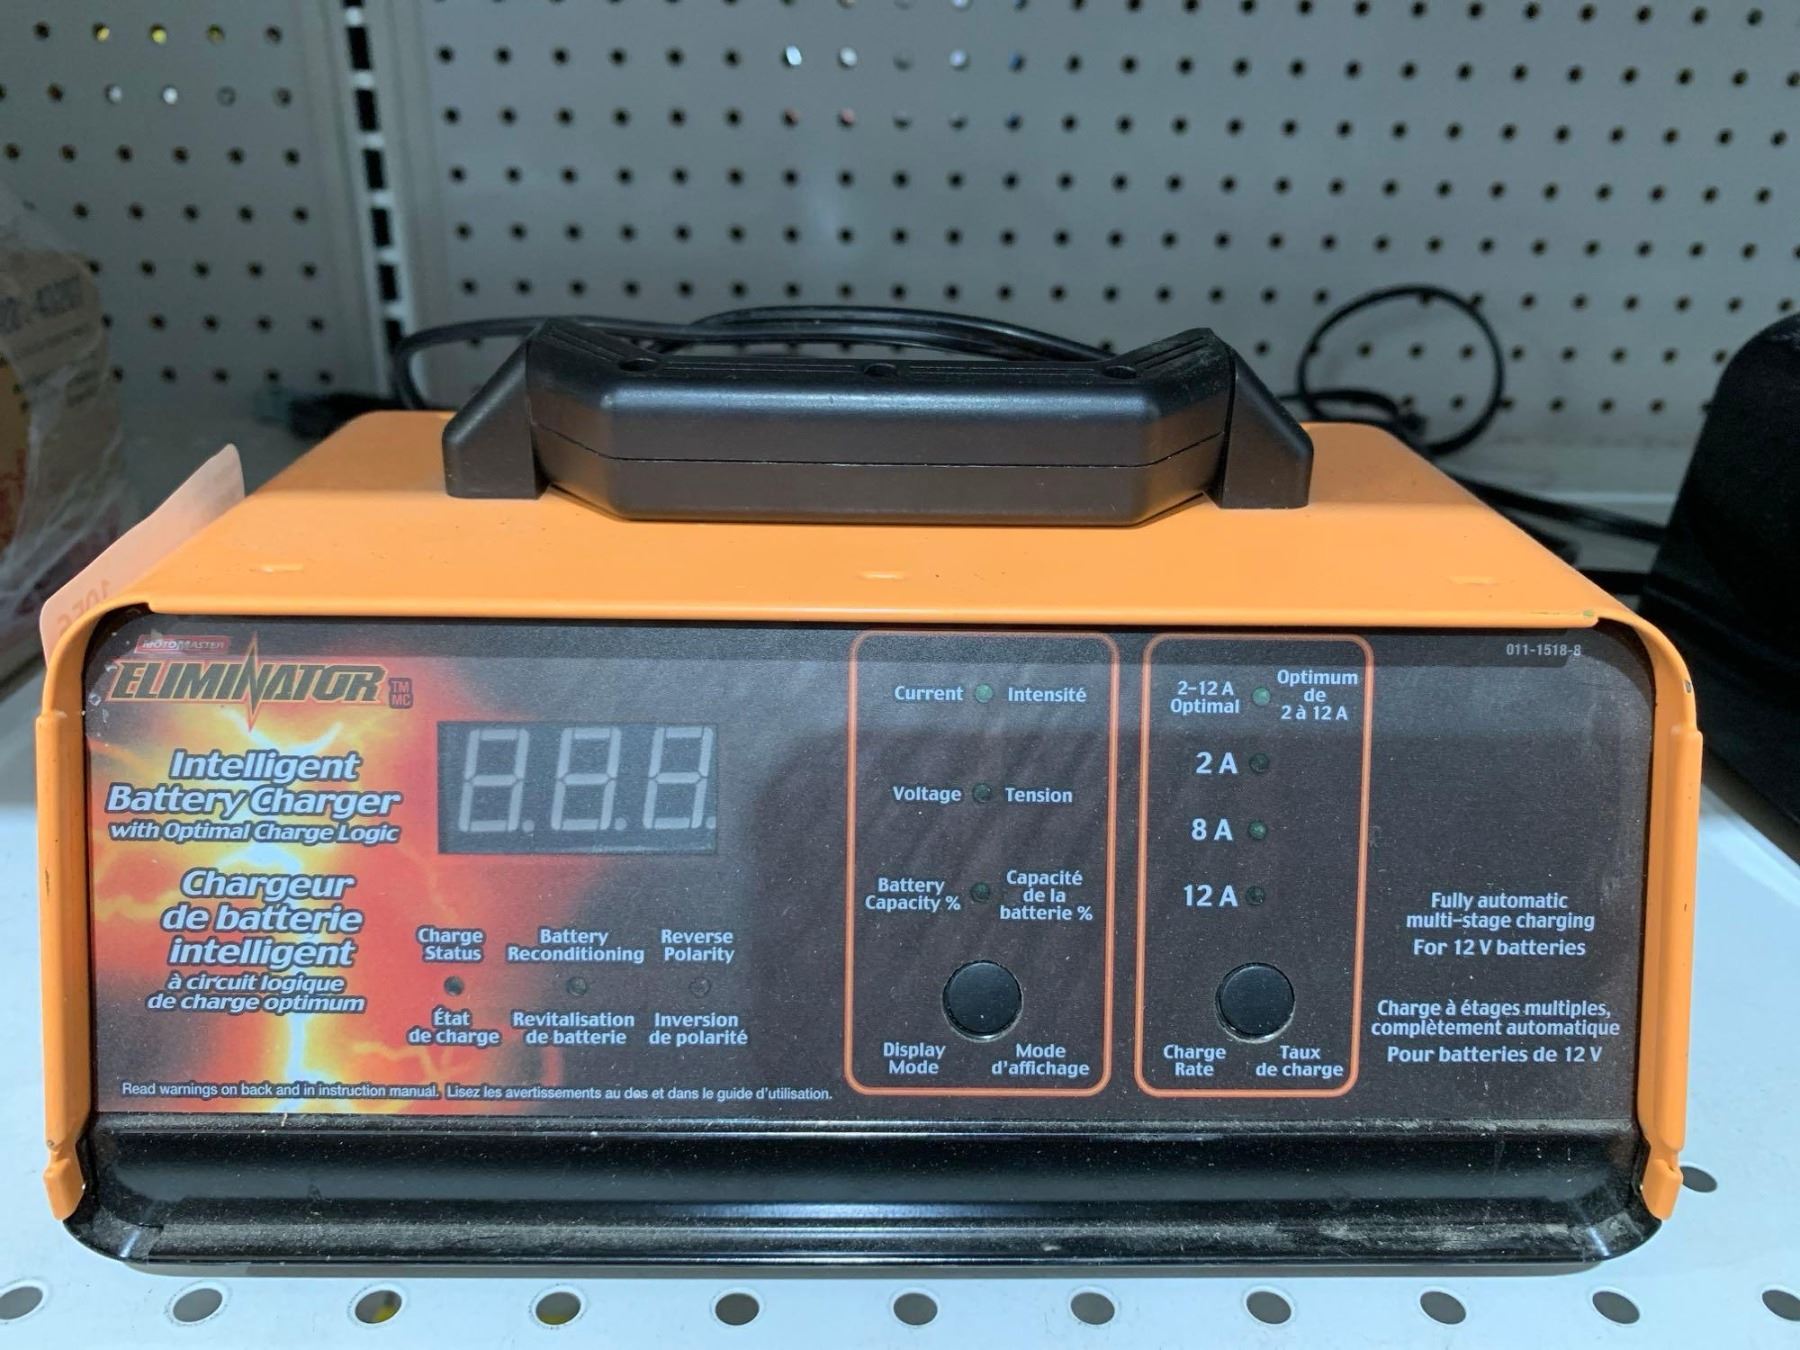 MOTOMASTER
ELIMINATOR TM
MC
Intelligent
Battery Charger
with Optimal Charge Logic
Chargeur
de batterie
intelligent
à circuit logique
de charge optimum
Charge
Status
État
de charge
Battery
Reconditioning
Revitalisation
de batterie
Reverse
Polarity
Inversion
de polarité
Read warnings on back and in instruction manual. Lisez les avertissements au dos et dans le guide d'utilisation.
Current Intensité
Voltage Tension
Battery
Capacity %
Capacité
de la
batterie %
Display
Mode
Mode
d'affichage
2-12 A
Optimal
Optimum
de
2 à 12 A
2 A
8 A
12 A
Charge
Rate
Taux
de charge
011-1518-8
Fully automatic
multi-stage charging
For 12 V batteries
Charge à étages multiples,
complètement automatique
Pour batteries de 12 V